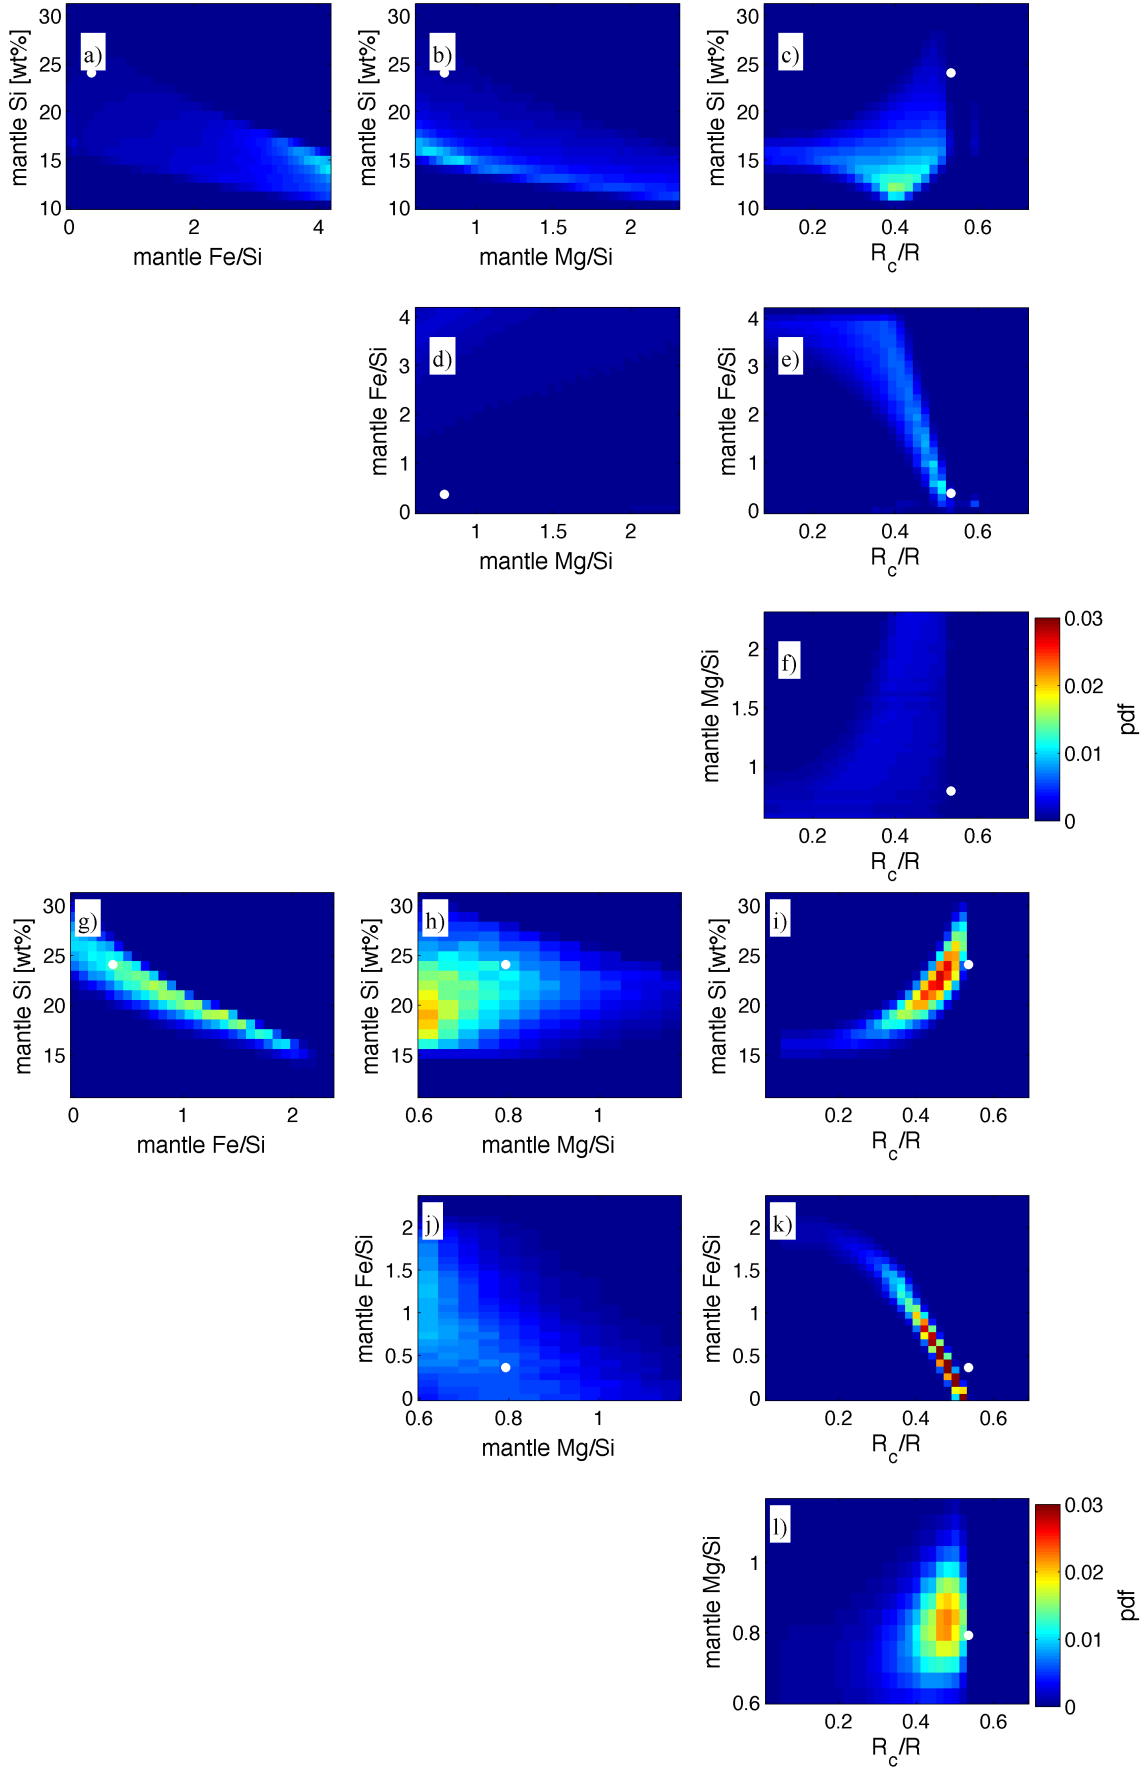 a)
mantle Si [wt%]
30
25
20
15
10
0 2 4
mantle Fe/Si
b)
mantle Si [wt%]
30
25
20
15
10
1 1.5 2
mantle Mg/Si
c)
mantle Si [wt%]
30
25
20
15
10
0.2 0.4 0.6
Rc/R
d)
mantle Fe/Si
4
3
2
1
0
1 1.5 2
mantle Mg/Si
e)
mantle Fe/Si
4
3
2
1
0
0.2 0.4 0.6
Rc/R
f)
mantle Mg/Si
2
1.5
1
0.2 0.4 0.6
Rc/R
0.03
0.02
0.01
0
pdf
g)
mantle Si [wt%]
30
25
20
15
0 1 2
mantle Fe/Si
h)
mantle Si [wt%]
30
25
20
15
0.6 0.8 1
mantle Mg/Si
i)
mantle Si [wt%]
30
25
20
15
0.2 0.4 0.6
Rc/R
j)
mantle Fe/Si
2
1.5
1
0.5
0
0.6 0.8 1
mantle Mg/Si
k)
mantle Fe/Si
2
1.5
1
0.5
0
0.2 0.4 0.6
Rc/R
l)
mantle Mg/Si
1
0.8
0.6
0.2 0.4 0.6
Rc/R
0.03
0.02
0.01
0
pdf